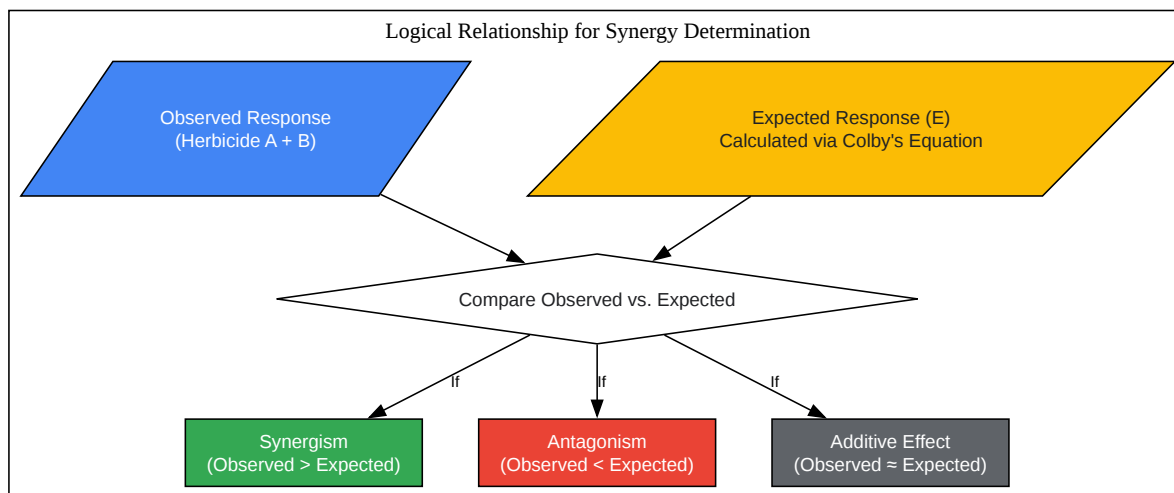 Logical Relationship for Synergy Determination
Observed Response
(Herbicide A + B)
Expected Response (E)
Calculated via Colby's Equation
Compare Observed vs. Expected
If
If
If
Synergism
(Observed > Expected)
Antagonism
(Observed < Expected)
Additive Effect
(Observed ≈ Expected)